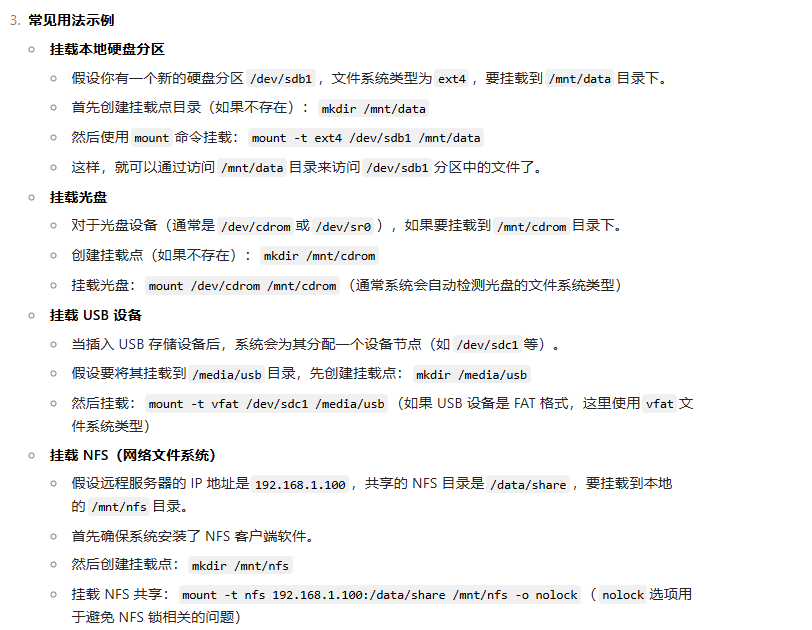 3. 常见用法示例
挂载本地硬盘分区
假设你有一个新的硬盘分区 /dev/sdb1 ，文件系统类型为 ext4 ，要挂载到 /mnt/data 目录下。
首先创建挂载点目录（如果不存在）： mkdir /mnt/data
然后使用 mount 命令挂载： mount -t ext4 /dev/sdb1 /mnt/data
这样，就可以通过访问 /mnt/data 目录来访问 /dev/sdb1 分区中的文件了。
挂载光盘
对于光盘设备（通常是 /dev/cdrom 或 /dev/sr0 ），如果要挂载到 /mnt/cdrom 目录下。
创建挂载点（如果不存在）： mkdir /mnt/cdrom
挂载光盘： mount /dev/cdrom /mnt/cdrom （通常系统会自动检测光盘的文件系统类型）
挂载 USB 设备
当插入 USB 存储设备后，系统会为其分配一个设备节点（如 /dev/sdc1 等）。
假设要将其挂载到 /media/usb 目录，先创建挂载点： mkdir /media/usb
然后挂载： mount -t vfat /dev/sdc1 /media/usb （如果 USB 设备是 FAT 格式，这里使用 vfat 文
件系统类型）
挂载 NFS（网络文件系统）
假设远程服务器的 IP 地址是 192.168.1.100 ，共享的 NFS 目录是 /data/share ，要挂载到本地
的 /mnt/nfs 目录。
首先确保系统安装了 NFS 客户端软件。
然后创建挂载点： mkdir /mnt/nfs
挂载 NFS 共享： mount -t nfs 192.168.1.100:/data/share /mnt/nfs -o nolock （ nolock 选项用
于避免 NFS 锁相关的问题）